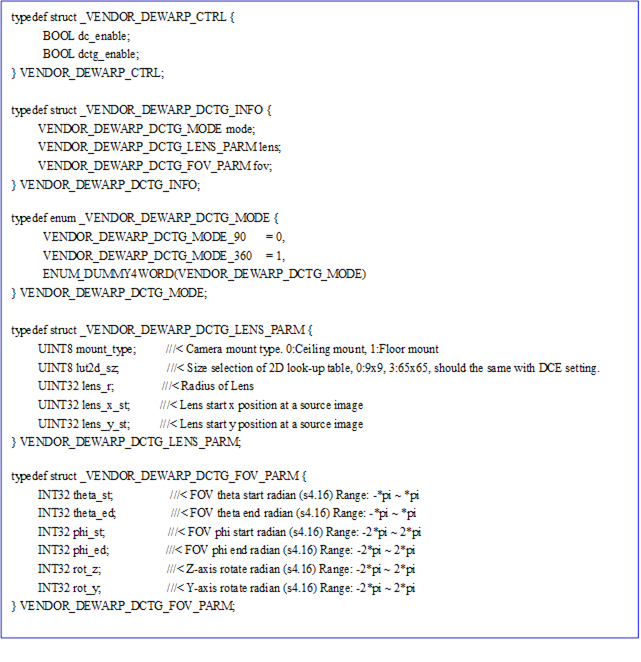 typedef struct _VENDOR_DEWARP_CTRL {
BOOL dc_enable;
BOOL dctg_enable;
} VENDOR_DEWARP_CTRL;
typedef struct _VENDOR_DEWARP_DCTG_INFO {
VENDOR_DEWARP_DCTG_MODE mode;
VENDOR_DEWARP_DCTG_LENS_PARM lens;
VENDOR_DEWARP_DCTG_FOV_PARM fov;
} VENDOR_DEWARP_DCTG_INFO;
typedef enum _VENDOR_DEWARP_DCTG_MODE {
VENDOR_DEWARP_DCTG_MODE_90 = 0,
VENDOR_DEWARP_DCTG_MODE_360 = 1,
ENUM_DUMMY4WORD(VENDOR_DEWARP_DCTG_MODE)
} VENDOR_DEWARP_DCTG_MODE;
typedef struct _VENDOR_DEWARP_DCTG_LENS_PARM {
UINT8 mount_type; ///< Camera mount type. 0:Ceiling mount, 1:Floor mount
UINT8 lut2d_sz; ///< Size selection of 2D look-up table, 0:9x9, 3:65x65, should the same with DCE setting.
UINT32 lens_r; ///< Radius of Lens
UINT32 lens_x_st; ///< Lens start x position at a source image
UINT32 lens_y_st; ///< Lens start y position at a source image
} VENDOR_DEWARP_DCTG_LENS_PARM;
typedef struct _VENDOR_DEWARP_DCTG_FOV_PARM {
INT32 theta_st; ///< FOV theta start radian (s4.16) Range: -*pi ~ *pi
INT32 theta_ed; ///< FOV theta end radian (s4.16) Range: -*pi ~ *pi
INT32 phi_st; ///< FOV phi start radian (s4.16) Range: -2*pi ~ 2*pi
INT32 phi_ed; ///< FOV phi end radian (s4.16) Range: -2*pi ~ 2*pi
INT32 rot_z; ///< Z-axis rotate radian (s4.16) Range: -2*pi ~ 2*pi
INT32 rot_y; ///< Y-axis rotate radian (s4.16) Range: -2*pi ~ 2*pi
} VENDOR_DEWARP_DCTG_FOV_PARM;